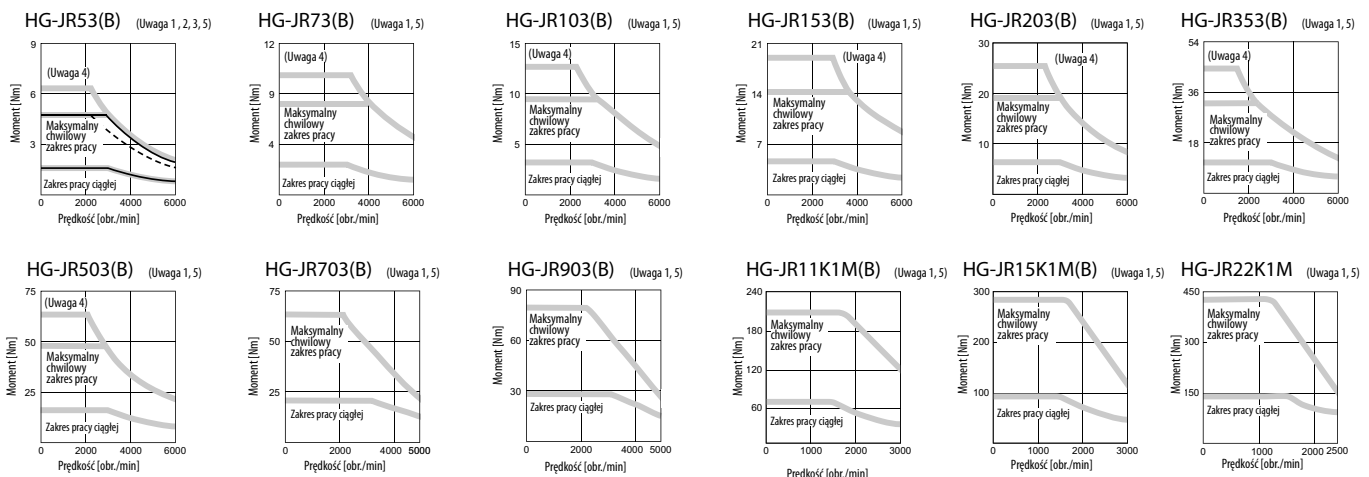 HG-JR53(B) (Uwaga 1, 2, 3, 5)
Moment [Nm]
9
6
3
(Uwaga 4)
Maksymalny
chwilowy
zakres pracy
Zakres pracy ciągłej
0 2000 4000 6000
Prędkość [obr./min]
HG-JR73(B) (Uwaga 1, 5)
Moment [Nm]
12
9
4
(Uwaga 4)
Maksymalny
chwilowy
zakres pracy
Zakres pracy ciągłej
0 2000 4000 6000
Prędkość [obr./min]
HG-JR103(B) (Uwaga 1, 5)
Moment [Nm]
15
10
5
(Uwaga 4)
Maksymalny
chwilowy
zakres pracy
Zakres pracy ciągłej
0 2000 4000 6000
Prędkość [obr./min]
HG-JR153(B) (Uwaga 1, 5)
Moment [Nm]
21
14
7
(Uwaga 4)
Maksymalny
chwilowy
zakres pracy
Zakres pracy ciągłej
0 2000 4000 6000
Prędkość [obr./min]
HG-JR203(B) (Uwaga 1, 5)
Moment [Nm]
30
20
10
(Uwaga 4)
Maksymalny
chwilowy
zakres pracy
Zakres pracy ciągłej
0 2000 4000 6000
Prędkość [obr./min]
HG-JR353(B) (Uwaga 1, 5)
Moment [Nm]
54
36
18
(Uwaga 4)
Maksymalny
chwilowy
zakres pracy
Zakres pracy ciągłej
0 2000 4000 6000
Prędkość [obr./min]
HG-JR503(B) (Uwaga 1, 5)
Moment [Nm]
75
50
25
(Uwaga 4)
Maksymalny
chwilowy
zakres pracy
Zakres pracy ciągłej
0 2000 4000 6000
Prędkość [obr./min]
HG-JR703(B) (Uwaga 1, 5)
Moment [Nm]
75
50
25
Maksymalny
chwilowy
zakres pracy
Zakres pracy ciągłej
0 2000 4000 5000
Prędkość [obr./min]
HG-JR903(B) (Uwaga 1, 5)
Moment [Nm]
90
60
30
Maksymalny
chwilowy
zakres pracy
Zakres pracy ciągłej
0 2000 4000 5000
Prędkość [obr./min]
HG-JR11K1M(B) (Uwaga 1, 5)
Moment [Nm]
240
180
120
60
Maksymalny
chwilowy
zakres pracy
Zakres pracy ciągłej
0 1000 2000 3000
Prędkość [obr./min]
HG-JR15K1M(B) (Uwaga 1, 5)
Moment [Nm]
300
200
100
Maksymalny
chwilowy
zakres pracy
Zakres pracy ciągłej
0 1000 2000 3000
Prędkość [obr./min]
HG-JR22K1M (Uwaga 1, 5)
Moment [Nm]
450
300
150
Maksymalny
chwilowy
zakres pracy
Zakres pracy ciągłej
0 1000 2000 2500
Prędkość [obr./min]